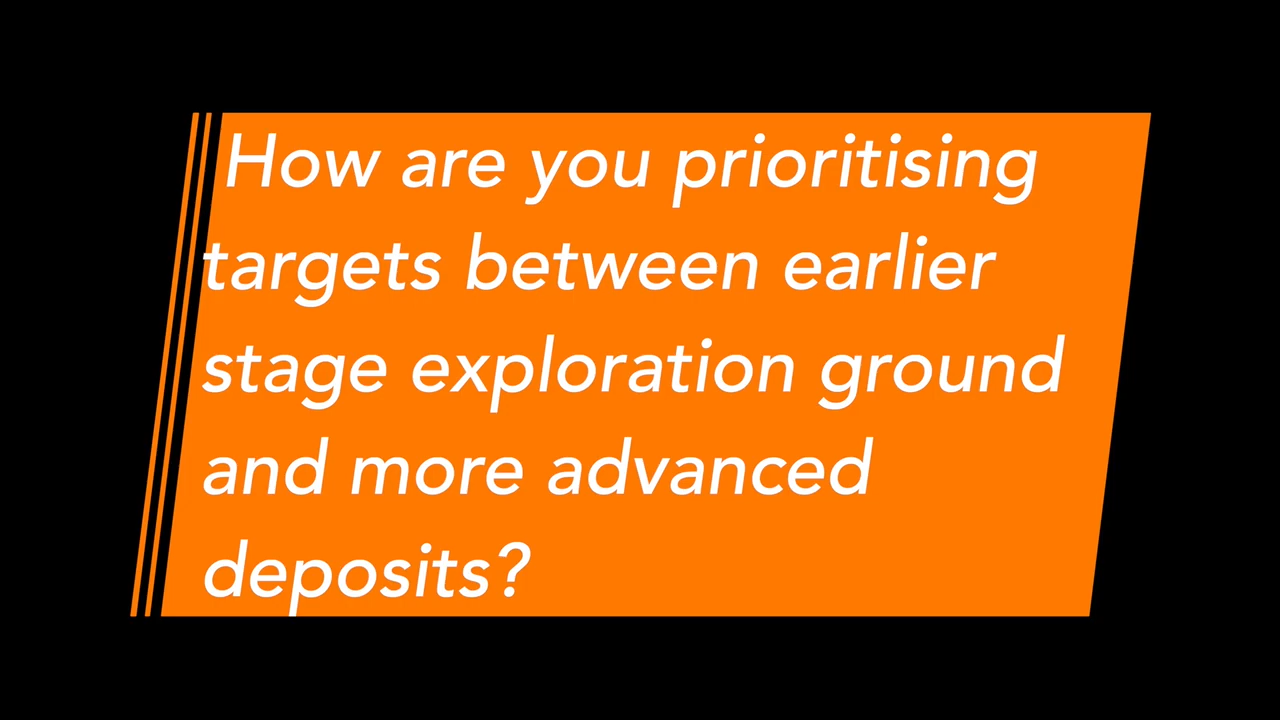 How are you prioritising
targets between earlier
stage exploration ground
and more advanced
deposits?